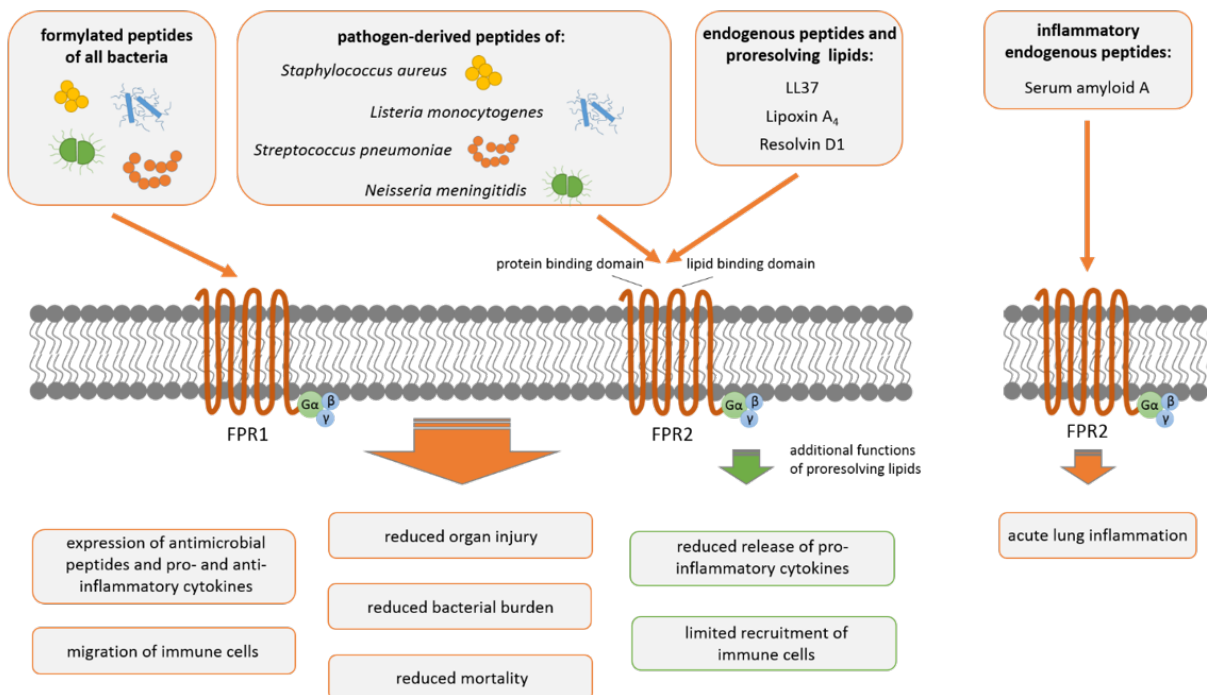 formylated peptides
of all bacteria
pathogen-derived peptides of:
Staphylococcus aureus
Listeria monocytogenes
Streptococcus pneumoniae
Neisseria meningitidis
endogenous peptides and
proresolving lipids:
LL37
Lipoxin A₄
Resolvin D1
inflammatory
endogenous peptides:
Serum amyloid A
protein binding domain
lipid binding domain
Gα
β
γ
FPR1
Gα
β
γ
FPR2
Gα
β
γ
FPR2
additional functions
of proresolving lipids
expression of antimicrobial
peptides and pro- and anti-
inflammatory cytokines
migration of immune cells
reduced organ injury
reduced bacterial burden
reduced mortality
reduced release of pro-
inflammatory cytokines
limited recruitment of
immune cells
acute lung inflammation